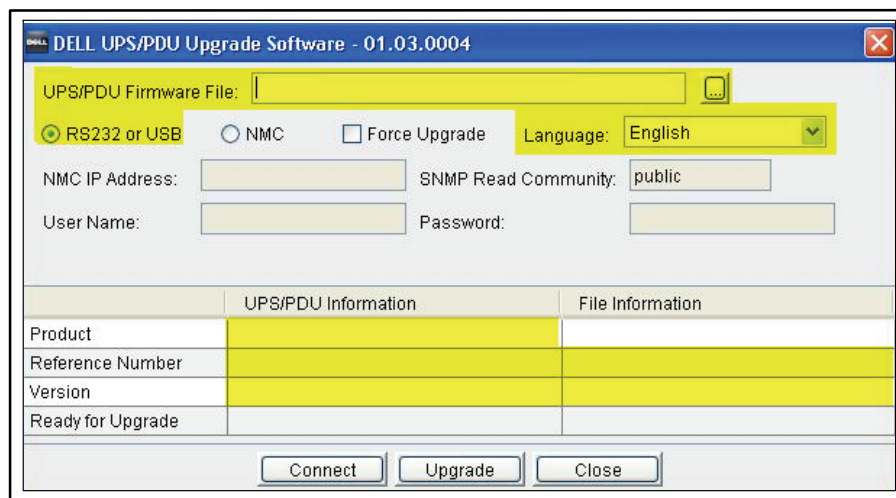 DELL DELL UPS/PDU Upgrade Software - 01.03.0004
UPS/PDU Firmware File: ...
RS232 or USB NMC Force Upgrade Language: English
NMC IP Address: SNMP Read Community: public
User Name: Password:
UPS/PDU Information File Information
Product
Reference Number
Version
Ready for Upgrade
Connect Upgrade Close